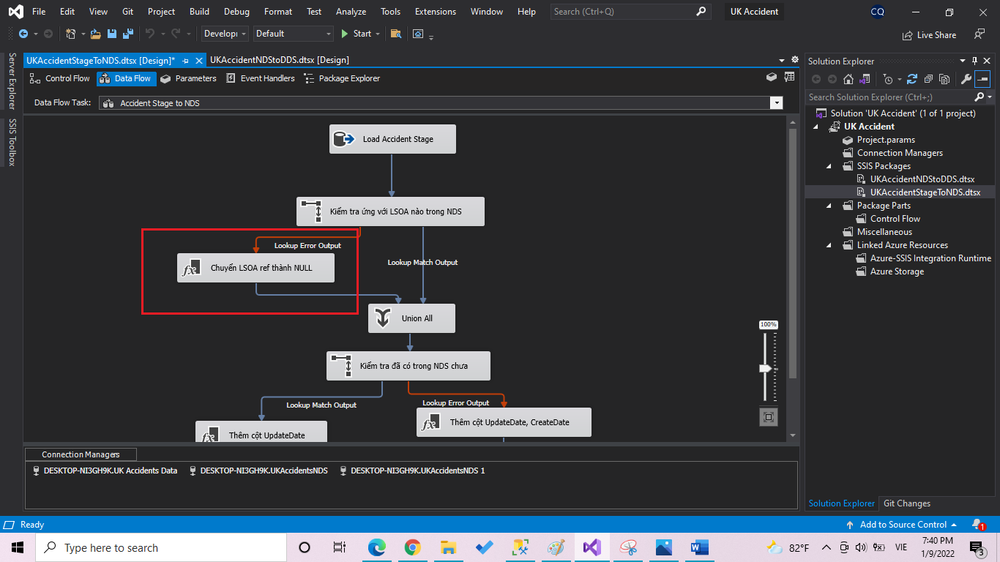 File Edit View Git Project Build Debug Format Test Analyze Tools Extensions Window Help Search (Ctrl+Q) UK Accident CQ
Default Start Live Share
UKAccidentStageToNDS.dtsx [Design]* UKAccidentNDStoDDS.dtsx [Design]
Control Flow Data Flow Parameters Event Handlers Package Explorer
Data Flow Task: Accident Stage to NDS
Server Explorer
SSIS Toolbox
Load Accident Stage
Kiểm tra ứng với LSOA nào trong NDS
Lookup Error Output
Lookup Match Output
fx Chuyển LSOA ref thành NULL
Union All
Kiểm tra đã có trong NDS chưa
Lookup Match Output
Lookup Error Output
fx Thêm cột UpdateDate, CreateDate
fx Thêm cột UpdateDate
100%
Connection Managers
DESKTOP-NI3GH9K.UK Accidents Data DESKTOP-NI3GH9K.UKAccidentsNDS DESKTOP-NI3GH9K.UKAccidentsNDS 1
Solution Explorer
Search Solution Explorer (Ctrl+;)
Solution 'UK Accident' (1 of 1 project)
UK Accident
Project.params
Connection Managers
SSIS Packages
UKAccidentNDStoDDS.dtsx
UKAccidentStageToNDS.dtsx
Package Parts
Control Flow
Miscellaneous
Linked Azure Resources
Azure-SSIS Integration Runtime
Azure Storage
Solution Explorer Git Changes
Ready Add to Source Control 1
Type here to search 82°F VIE 7:40 PM
1/9/2022 3